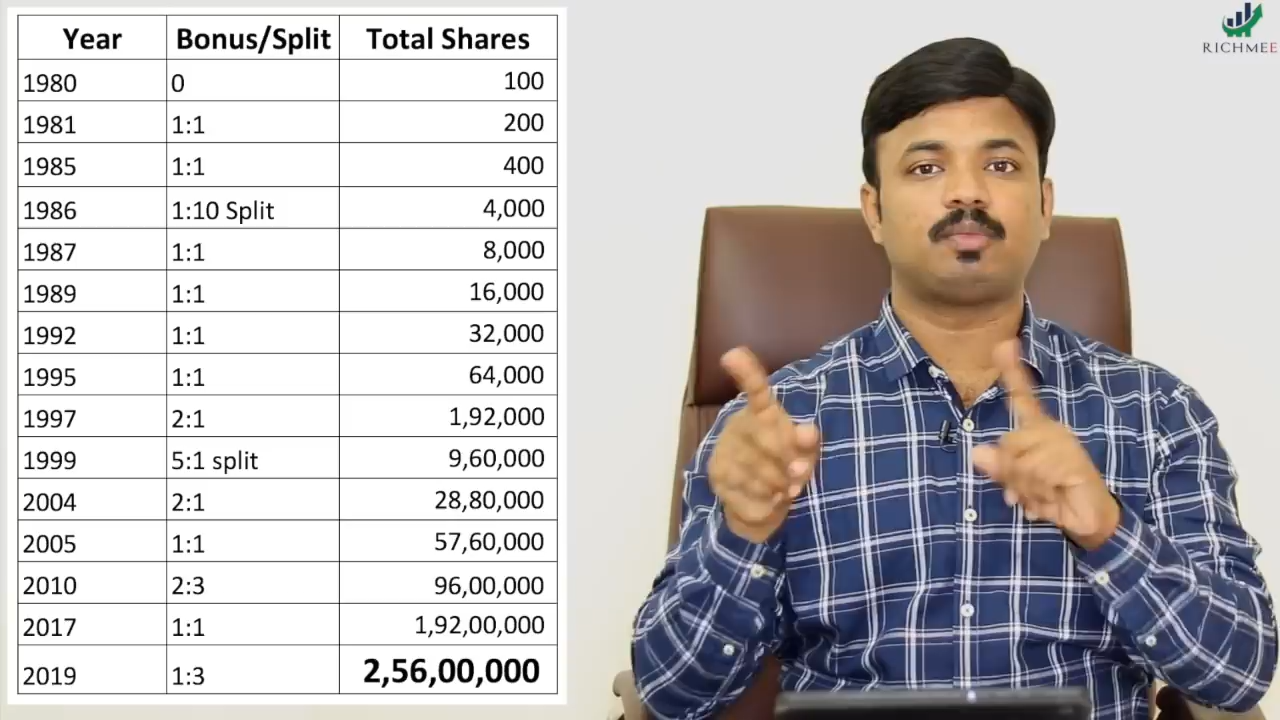 Year Bonus/Split Total Shares
1980 0 100
1981 1:1 200
1985 1:1 400
1986 1:10 Split 4,000
1987 1:1 8,000
1989 1:1 16,000
1992 1:1 32,000
1995 1:1 64,000
1997 2:1 1,92,000
1999 5:1 split 9,60,000
2004 2:1 28,80,000
2005 1:1 57,60,000
2010 2:3 96,00,000
2017 1:1 1,92,00,000
2019 1:3 2,56,00,000
RICHMEE